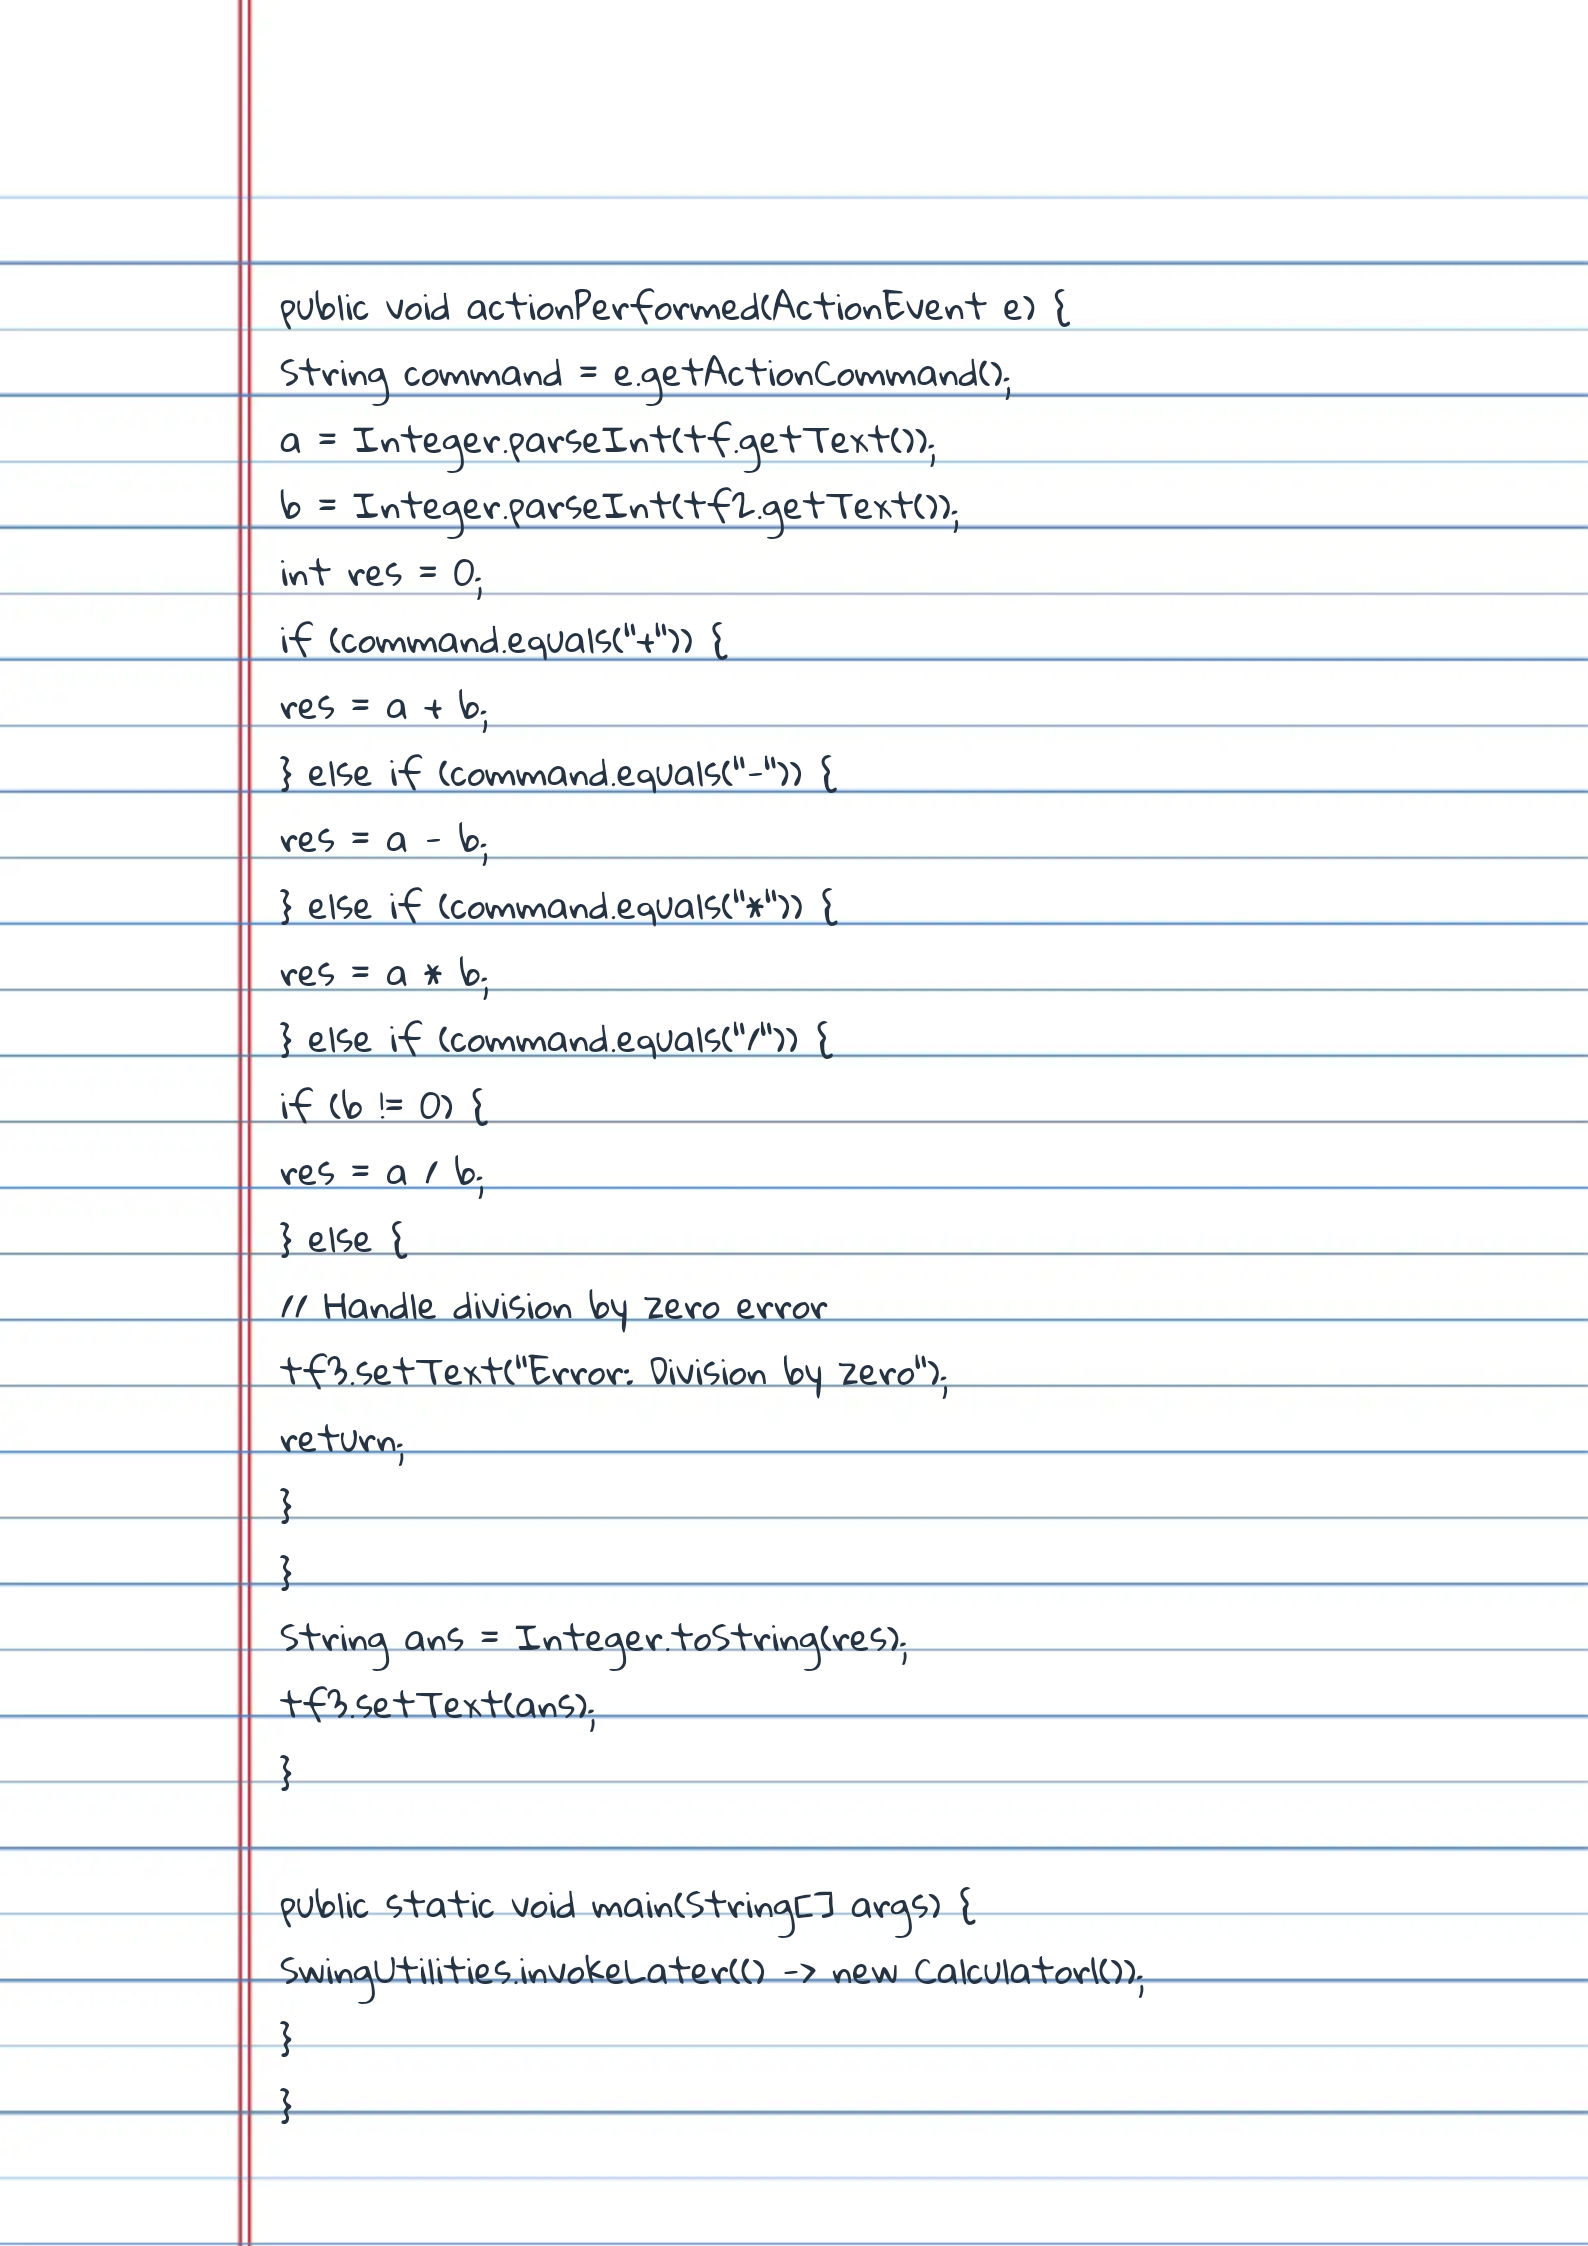 public void actionPerformed(ActionEvent e) {
String command = e.getActionCommand();
a = Integer.parseInt(tf.getText());
b = Integer.parseInt(tf2.getText());
int res = 0;
if (command.equals("+")) {
res = a + b;
} else if (command.equals("-")) {
res = a - b;
} else if (command.equals("*")) {
res = a * b;
} else if (command.equals("/")) {
if (b != 0) {
res = a / b;
} else {
// Handle division by zero error
tf3.setText("Error: Division by zero");
return;
}
}
String ans = Integer.toString(res);
tf3.setText(ans);
}
public static void main(String[] args) {
SwingUtilities.invokeLater(() -> new Calculator1());
}
}